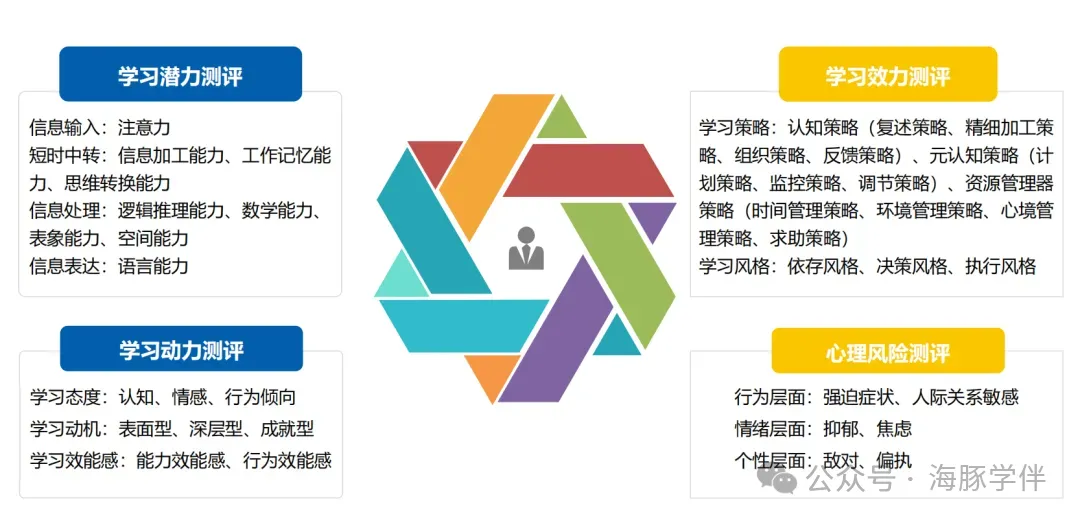 学习潜力测评
信息输入：注意力
短时中转：信息加工能力、工作记忆能
力、思维转换能力
信息处理：逻辑推理能力、数学能力、
表象能力、空间能力
信息表达：语言能力
学习效力测评
学习策略：认知策略（复述策略、精细加工策
略、组织策略、反馈策略）、元认知策略（计
划策略、监控策略、调节策略）、资源管理器
策略（时间管理策略、环境管理策略、心境管
理策略、求助策略）
学习风格：依存风格、决策风格、执行风格
学习动力测评
学习态度：认知、情感、行为倾向
学习动机：表面型、深层型、成就型
学习效能感：能力效能感、行为效能感
心理风险测评
行为层面：强迫症状、人际关系敏感
情绪层面：抑郁、焦虑
个性层面：敌对、偏执
公众号 · 海豚学伴